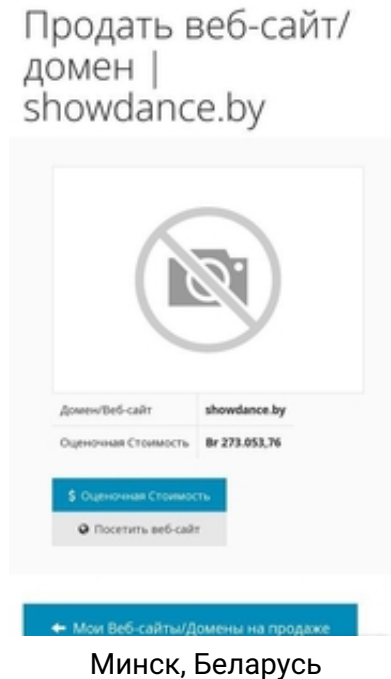 Продать веб-сайт/
домен |
showdance.by
Домен/Веб-сайт showdance.by
Оценочная Стоимость Br 273.053,76
$ Оценочная Стоимость
Посетить веб-сайт
Мои Веб-сайты/Домены на продаже
Минск, Беларусь